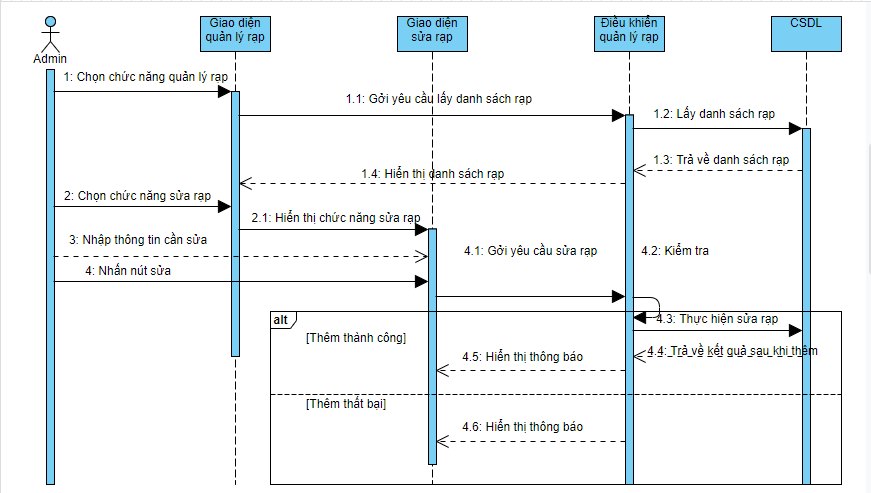 Giao diện
quản lý rạp
Giao diện
sửa rạp
Điều khiển
quản lý rạp
CSDL
Admin
1: Chọn chức năng quản lý rạp
1.1: Gởi yêu cầu lấy danh sách rạp
1.2: Lấy danh sách rạp
1.3: Trả về danh sách rạp
1.4: Hiển thị danh sách rạp
2: Chọn chức năng sửa rạp
2.1: Hiển thị chức năng sửa rạp
3: Nhập thông tin cần sửa
4.1: Gởi yêu cầu sửa rạp
4.2: Kiểm tra
4: Nhấn nút sửa
alt
4.3: Thực hiện sửa rạp
[Thêm thành công]
4.4: Trả về kết quả sau khi thêm
4.5: Hiển thị thông báo
[Thêm thất bại]
4.6: Hiển thị thông báo